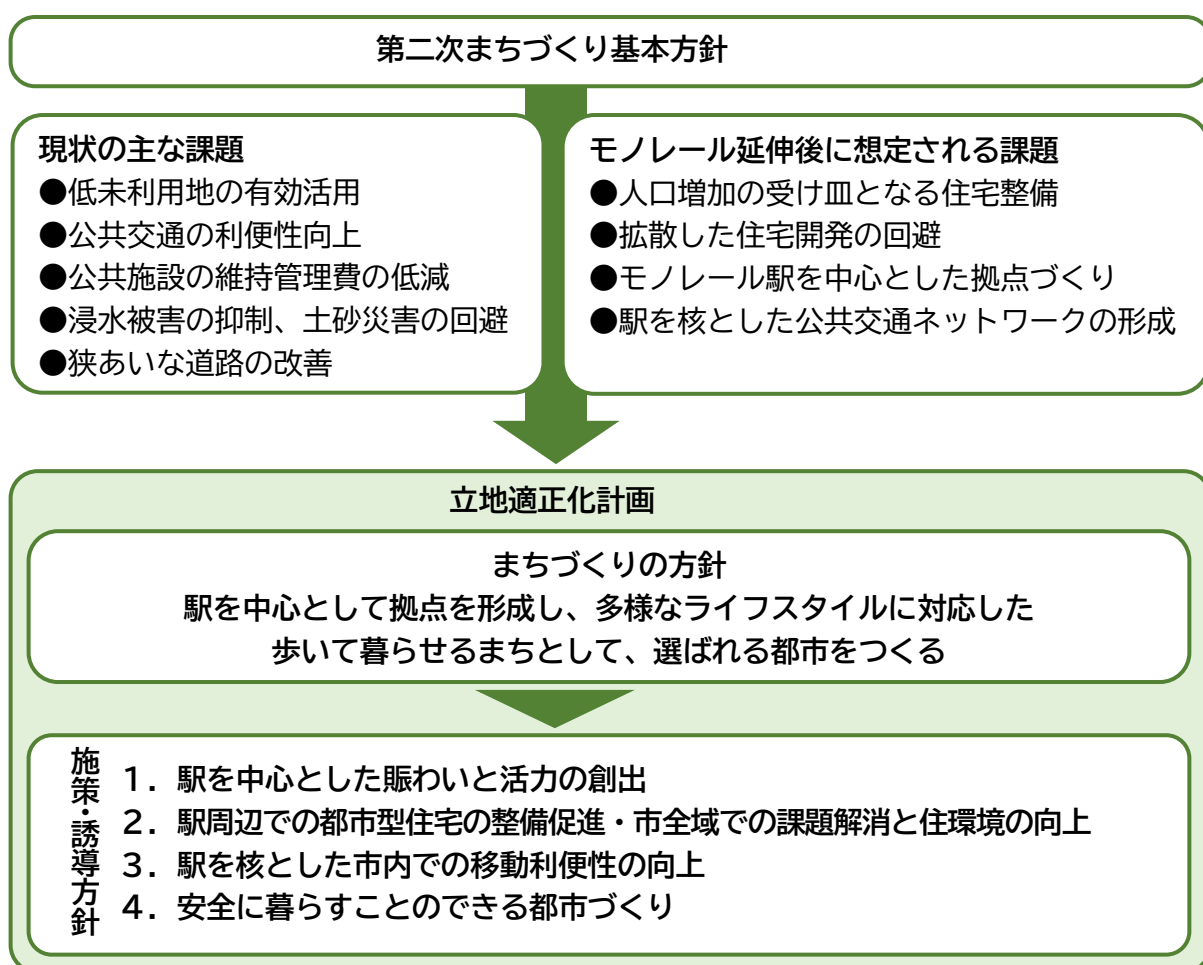 第二次まちづくり基本方針
現状の主な課題
●低未利用地の有効活用
●公共交通の利便性向上
●公共施設の維持管理費の低減
●浸水被害の抑制、土砂災害の回避
●狭あいな道路の改善
モノレール延伸後に想定される課題
●人口増加の受け皿となる住宅整備
●拡散した住宅開発の回避
●モノレール駅を中心とした拠点づくり
●駅を核とした公共交通ネットワークの形成
立地適正化計画
まちづくりの方針
駅を中心として拠点を形成し、多様なライフスタイルに対応した
歩いて暮らせるまちとして、選ばれる都市をつくる
施策・誘導方針
１．駅を中心とした賑わいと活力の創出
２．駅周辺での都市型住宅の整備促進・市全域での課題解消と住環境の向上
３．駅を核とした市内での移動利便性の向上
４．安全に暮らすことのできる都市づくり